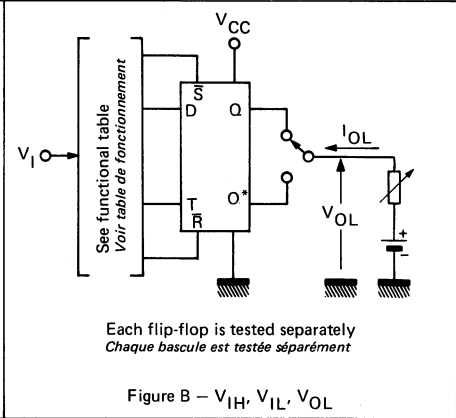 V_CC
S̅
D
Q
T
R̅
O*
V_I
See functional table
Voir table de fonctionnement
I_OL
V_OL
+
−
Each flip-flop is tested separately
Chaque bascule est testée séparément
Figure B – V_IH, V_IL, V_OL